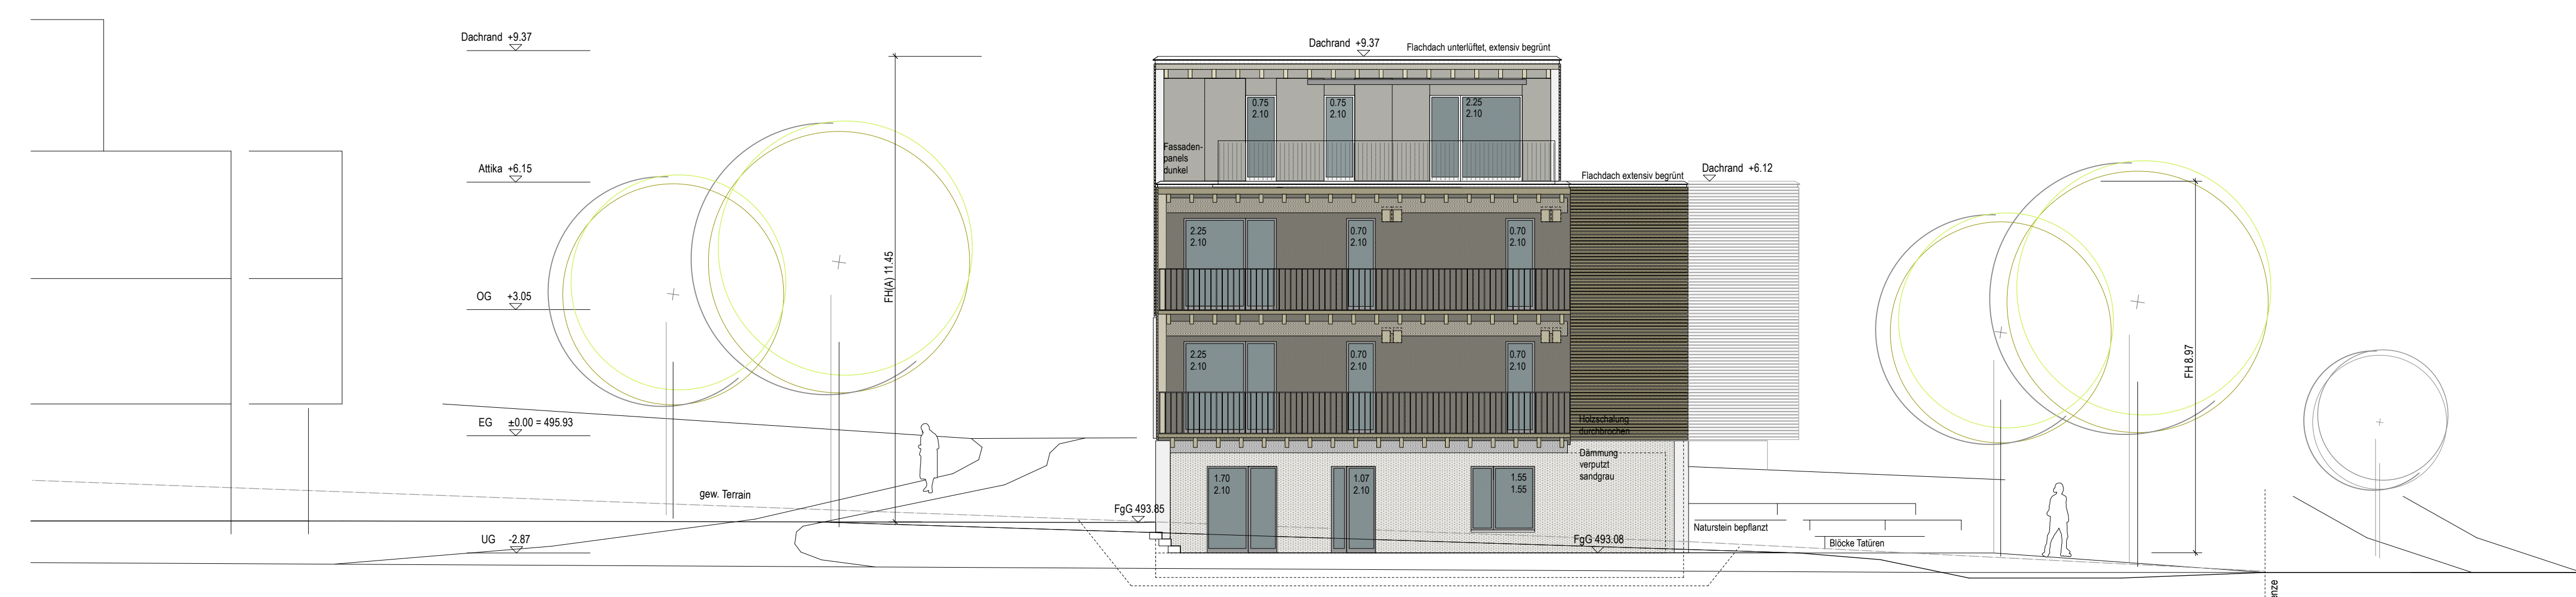 Dachrand +9.37
Attika +6.15
OG +3.05
EG ±0.00 = 495.93
UG -2.87
gew. Terrain
FH(A) 11.45
FgG 493.85
Dachrand +9.37
Flachdach unterlüftet, extensiv begrünt
0.75
2.10
0.75
2.10
2.25
2.10
Fassaden-
panels
dunkel
Flachdach extensiv begrünt
Dachrand +6.12
2.25
2.10
0.70
2.10
0.70
2.10
2.25
2.10
0.70
2.10
0.70
2.10
Holzschalung
durchbrochen
Dämmung
verputzt
sandgrau
1.70
2.10
1.07
2.10
1.55
1.55
FgG 493.08
Naturstein bepflanzt
Blöcke Tatüren
FH 8.97
enze